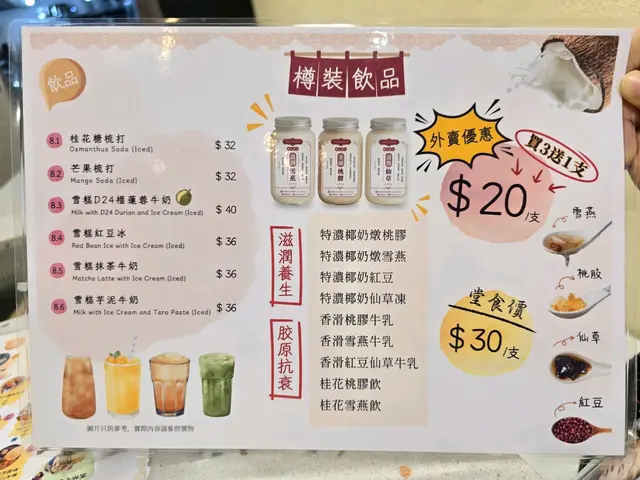 飲品
樽裝飲品
8.1 桂花糖梳打 $32
Osmanthus Soda (Iced)
8.2 芒果梳打 $32
Mango Soda (Iced)
8.3 雪糕D24榴蓮蓉牛奶 $40
Milk with D24 Durian and Ice Cream (Iced)
8.4 雪糕紅豆冰 $36
Red Bean Ice with Ice Cream (Iced)
8.5 雪糕抹茶牛奶 $36
Matcha Latte with Ice Cream (Iced)
8.6 雪糕芋泥牛奶 $36
Milk with Ice Cream and Taro Paste (Iced)
圖片只供參考，實際內容請參照實物
雪燕
桃膠
仙草
滋潤養生
胶原抗衰
特濃椰奶燉桃膠
特濃椰奶燉雪燕
特濃椰奶紅豆
特濃椰奶仙草凍
香滑桃膠牛乳
香滑雪燕牛乳
香滑紅豆仙草牛乳
桂花桃膠飲
桂花雪燕飲
外賣優惠
買3送1支
$20/支
堂食價
$30/支
雪燕
桃胶
仙草
紅豆